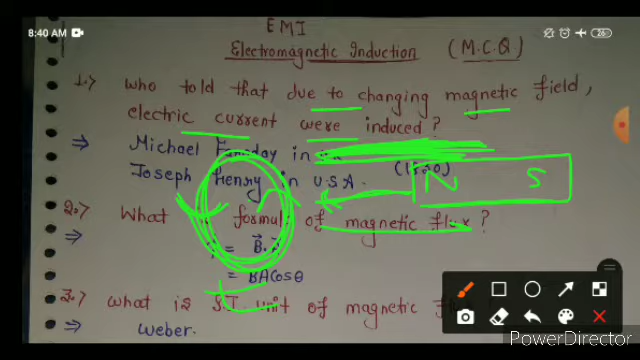 8:40 AM
26
EMI
Electromagnetic Induction (M.C.Q.)
1.) who told that due to changing magnetic field,
electric current were induced?
⇒ Michael Faraday in
Joseph Henry in U.S.A. (1830)
N S
2.) What formula of magnetic flux?
⇒ = B⃗.
= BACosθ
3.) what is S.I. unit of magnetic
⇒ Weber.
PowerDirector